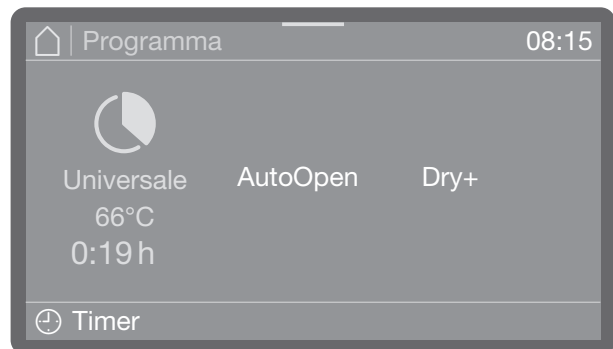 Programma 08:15
Universale AutoOpen Dry+
66°C
0:19 h
Timer